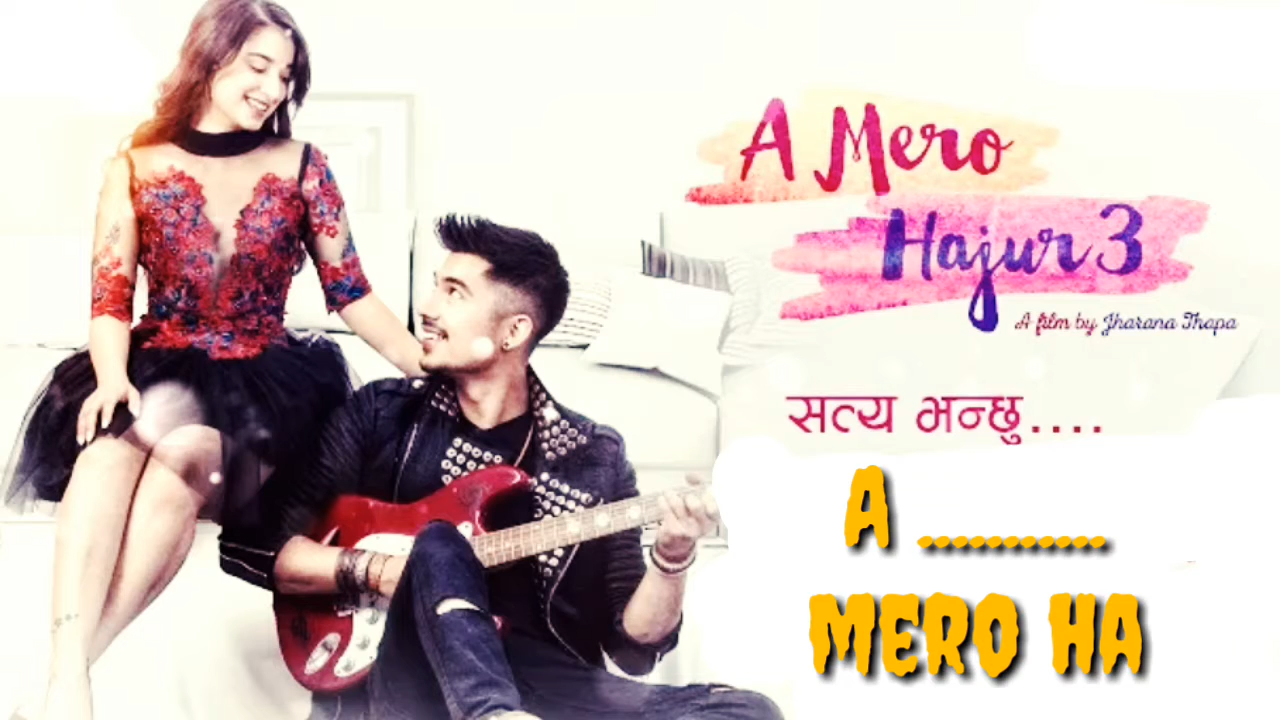 A Mero
Hajur 3
A film by Jharana Thapa
सत्य भन्छु....
A ...........
MERO HA